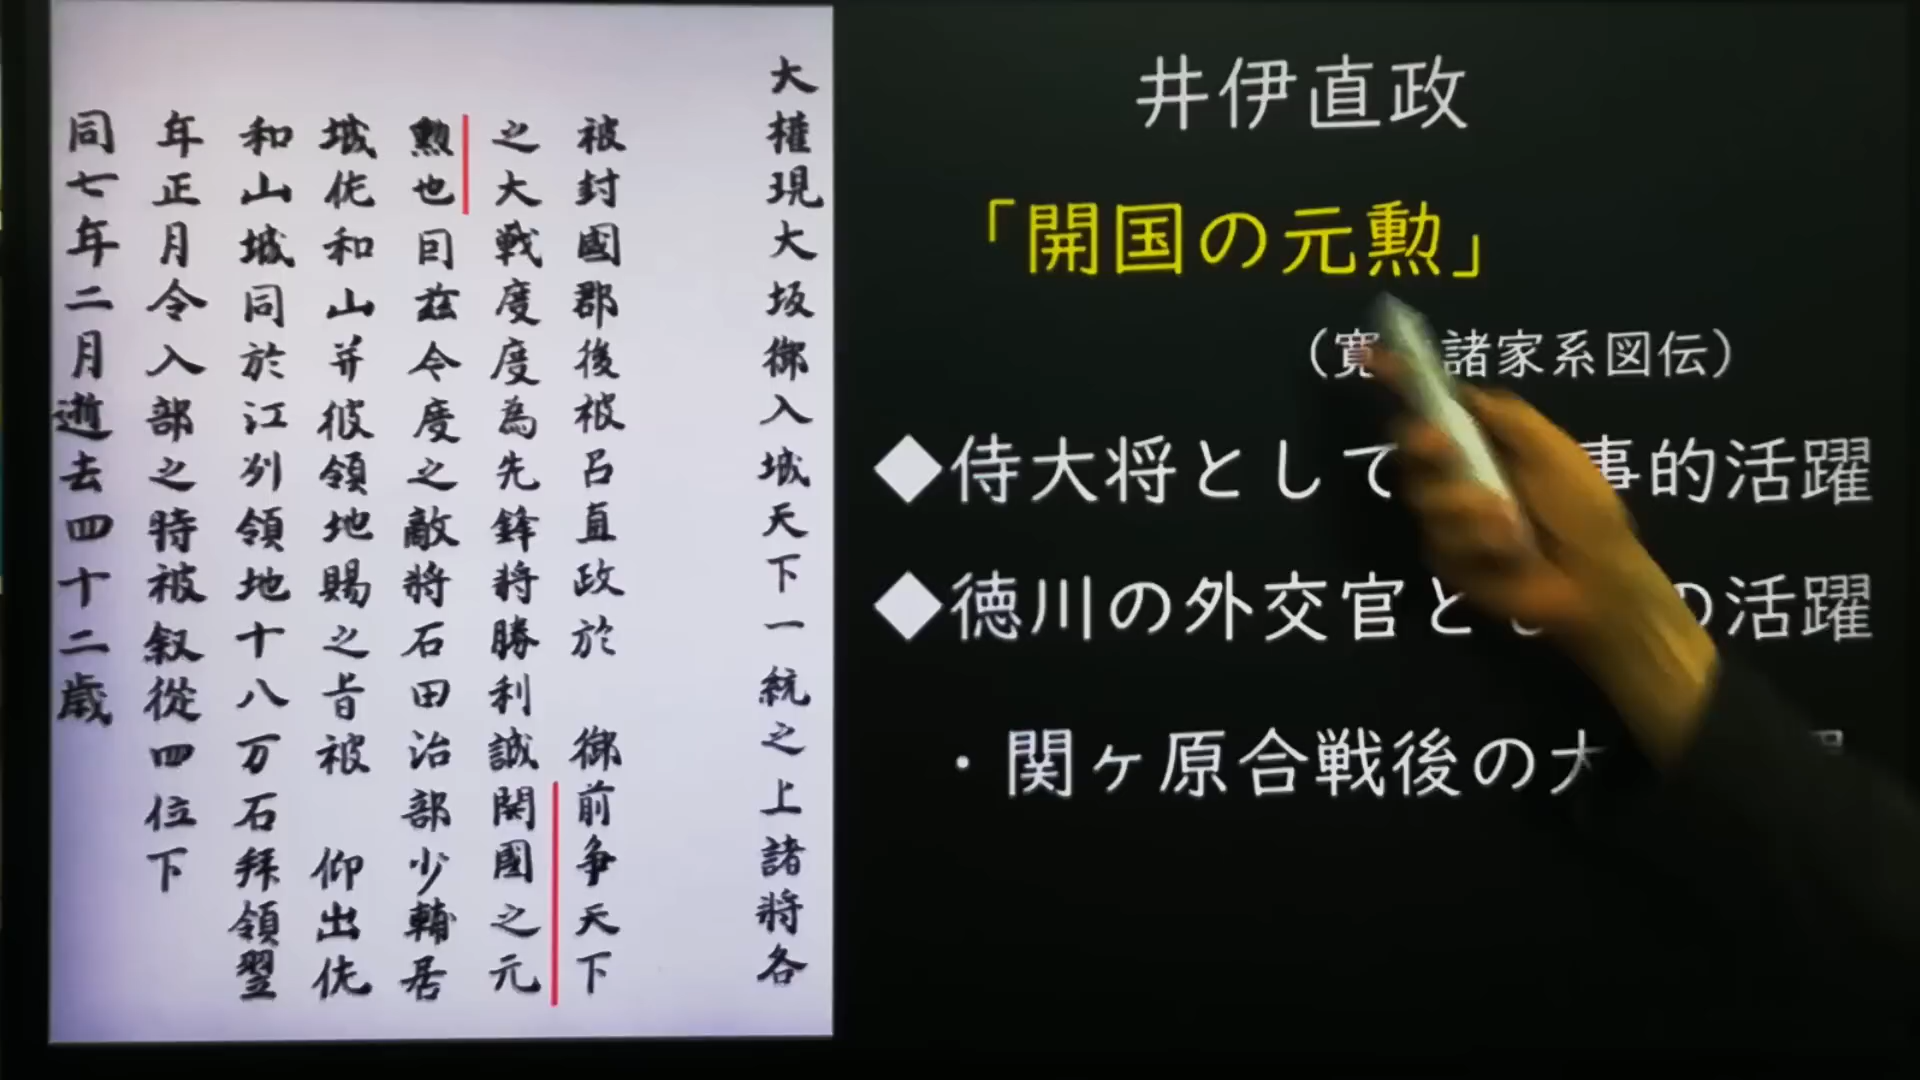 大權現大坂御入城天下一統之上諸將各
被封國郡後被召直政於 御前争天下
之大戦度度為先鋒將勝利誠開國之元
勲也因茲令度之敵將石田治部少輔居
城佐和山并彼領地賜之旨被 仰出佐
和山城同於江州領地十八万石拜領翌
年正月令入部之時被叙從四位下
同七年二月逝去四十二歳
井伊直政
「開国の元勲」
（寛 諸家系図伝）
◆侍大将として 事的活躍
◆徳川の外交官と の活躍
・関ヶ原合戦後の